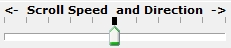 <- Scroll Speed  and Direction ->